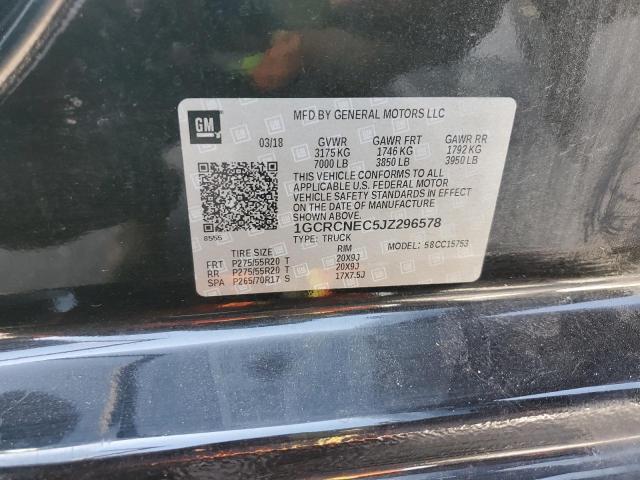 GM
MFD BY GENERAL MOTORS LLC
03/18 GVWR GAWR FRT GAWR RR
3175 KG 1746 KG 1792 KG
7000 LB 3850 LB 3950 LB
THIS VEHICLE CONFORMS TO ALL
APPLICABLE U.S. FEDERAL MOTOR
VEHICLE SAFETY STANDARDS IN EFFECT
ON THE DATE OF MANUFACTURE SHOWN ABOVE.
1GCRCNEC5JZ296578
8555
TYPE: TRUCK MODEL: 58CC15753
TIRE SIZE RIM
FRT P275/55R20 T 20X9J
RR P275/55R20 T 20X9J
SPA P265/70R17 S 17X7.5J